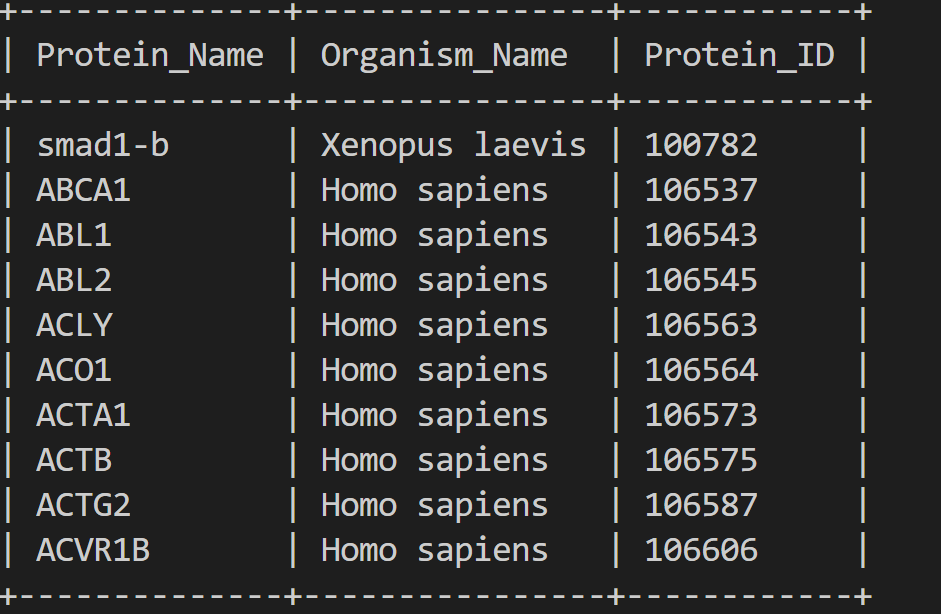 +--------------+----------------+------------+
| Protein_Name | Organism_Name  | Protein_ID |
+--------------+----------------+------------+
| smad1-b      | Xenopus laevis | 100782     |
| ABCA1        | Homo sapiens   | 106537     |
| ABL1         | Homo sapiens   | 106543     |
| ABL2         | Homo sapiens   | 106545     |
| ACLY         | Homo sapiens   | 106563     |
| ACO1         | Homo sapiens   | 106564     |
| ACTA1        | Homo sapiens   | 106573     |
| ACTB         | Homo sapiens   | 106575     |
| ACTG2        | Homo sapiens   | 106587     |
| ACVR1B       | Homo sapiens   | 106606     |
+--------------+----------------+------------+